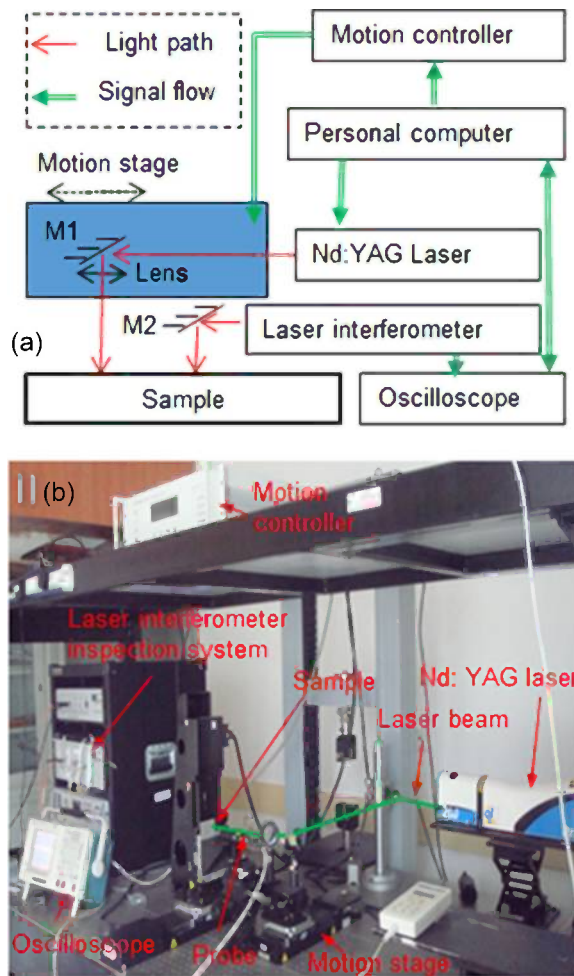 Light path
Signal flow
Motion controller
Personal computer
Motion stage
M1
Lens
Nd:YAG Laser
M2
Laser interferometer
(a)
Sample
Oscilloscope
(b)
Motion
controller
Laser interferometer
inspection system
Sample
Nd: YAG laser
Laser beam
Oscilloscope
Probe
Motion stage